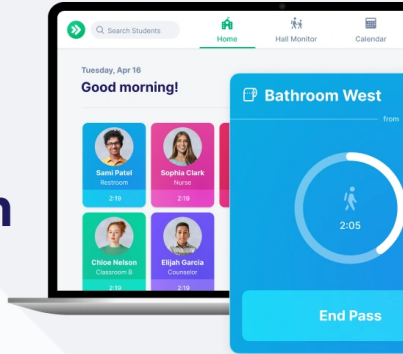 Search Students
Home
Hall Monitor
Calendar
Tuesday, Apr 16
Good morning!
Sami Patel
Restroom
2:19
Sophia Clark
Nurse
2:19
Chloe Nelson
Classroom B
2:19
Elijah Garcia
Counselor
2:19
Bathroom West
from
2:05
End Pass